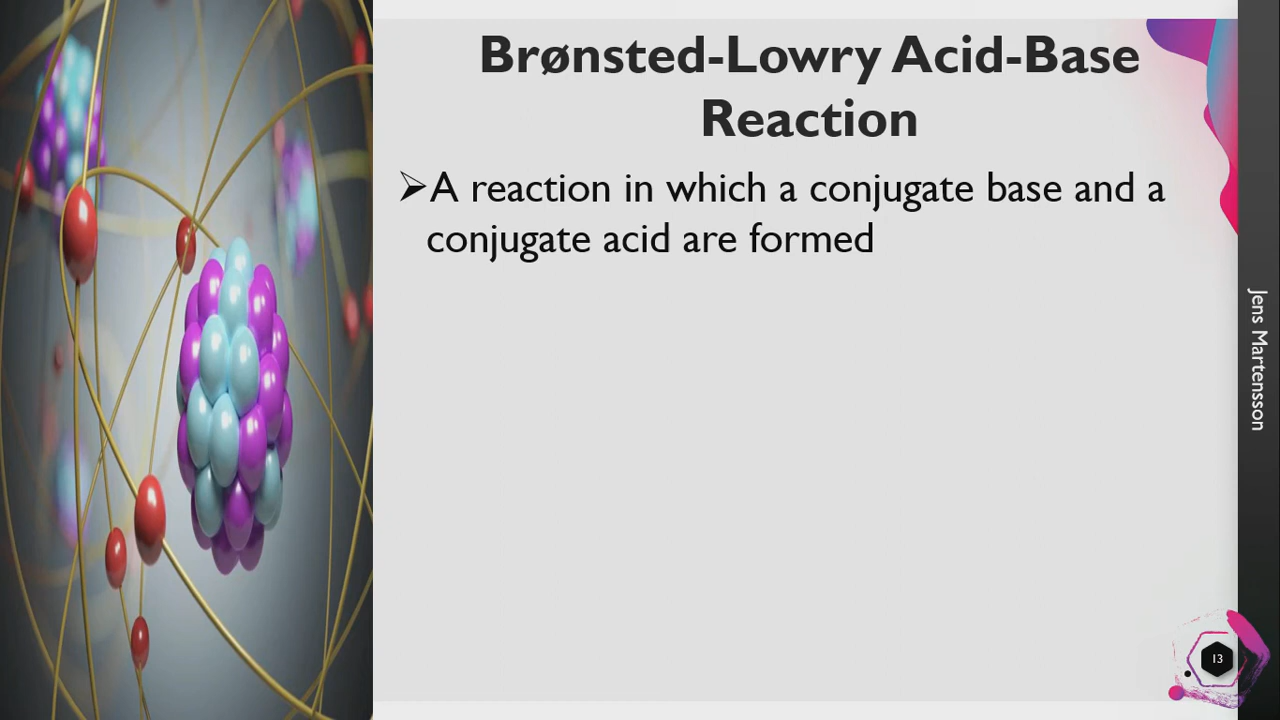 Brønsted-Lowry Acid-Base
Reaction
➢A reaction in which a conjugate base and a
conjugate acid are formed
Jens Martensson
13